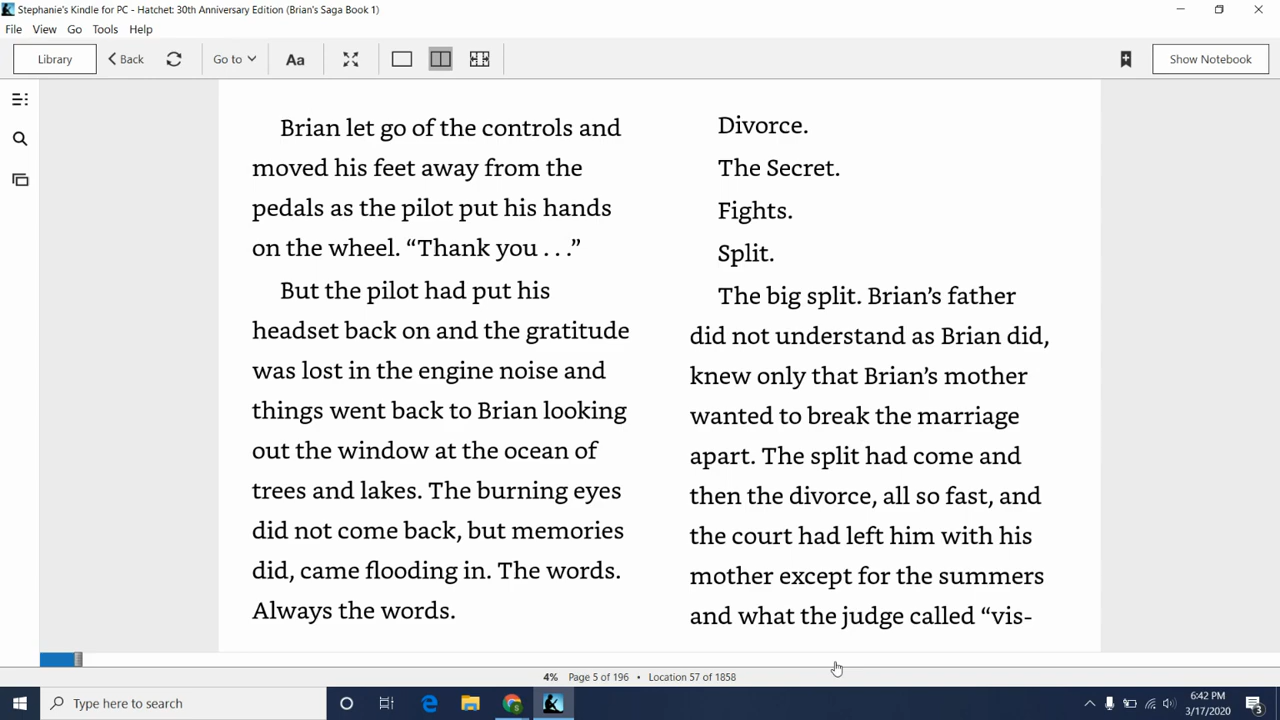 Stephanie's Kindle for PC - Hatchet: 30th Anniversary Edition (Brian's Saga Book 1)
File View Go Tools Help
Library Back Go to Aa Show Notebook
Brian let go of the controls and
moved his feet away from the
pedals as the pilot put his hands
on the wheel. “Thank you . . .”
But the pilot had put his
headset back on and the gratitude
was lost in the engine noise and
things went back to Brian looking
out the window at the ocean of
trees and lakes. The burning eyes
did not come back, but memories
did, came flooding in. The words.
Always the words.
Divorce.
The Secret.
Fights.
Split.
The big split. Brian’s father
did not understand as Brian did,
knew only that Brian’s mother
wanted to break the marriage
apart. The split had come and
then the divorce, all so fast, and
the court had left him with his
mother except for the summers
and what the judge called “vis-
4% Page 5 of 196 • Location 57 of 1858
Type here to search
6:42 PM
3/17/2020
3